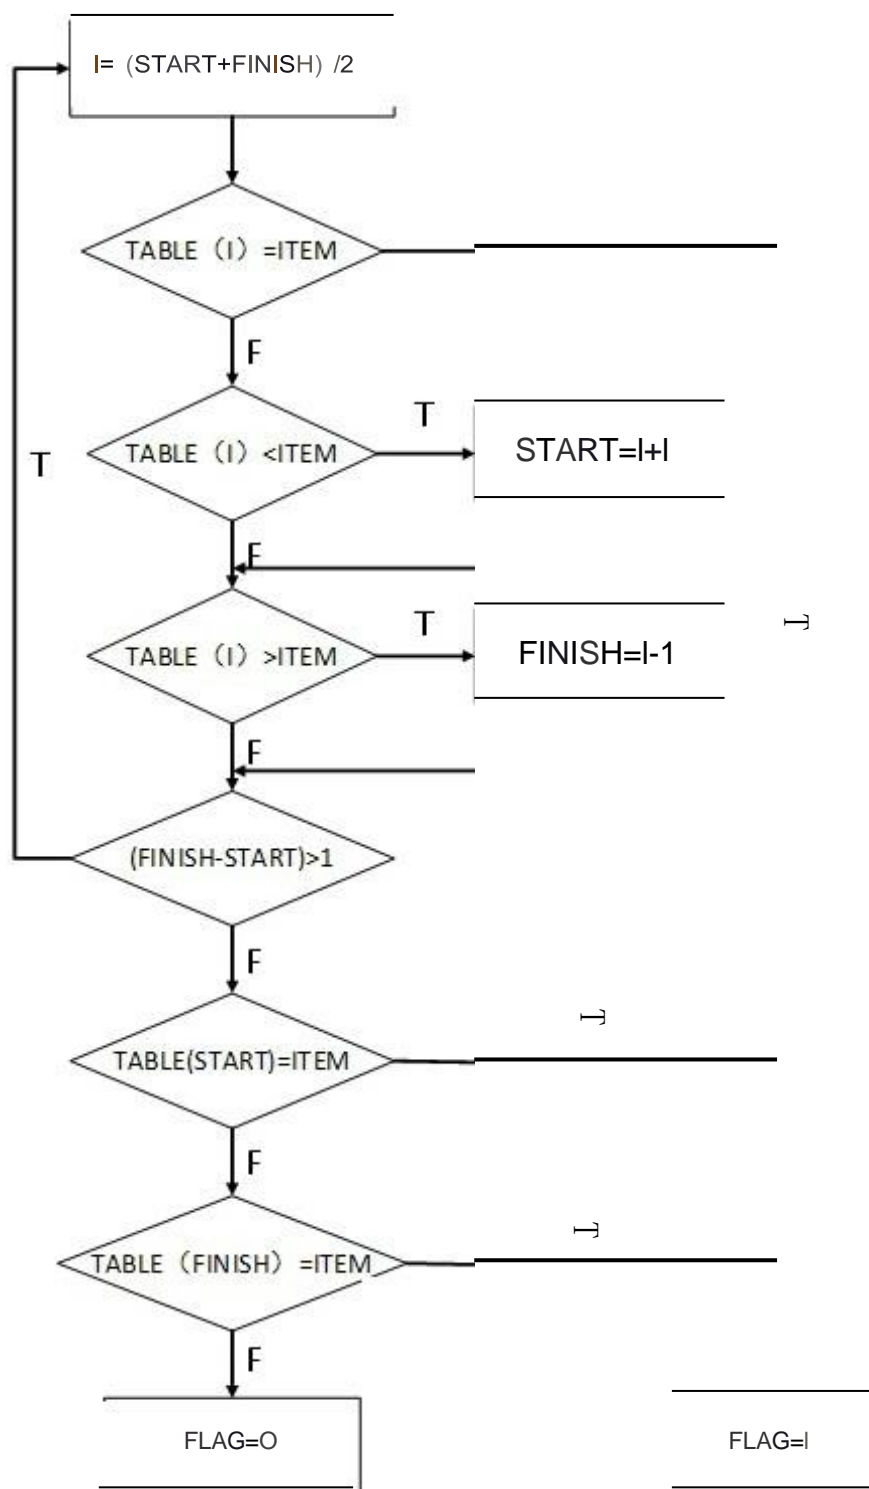 I= (START+FINISH) /2
TABLE（I）=ITEM
F
T
T
TABLE（I）<ITEM
START=I+I
F
T
T
TABLE（I）>ITEM
FINISH=I-1
F
(FINISH-START)>1
F
T
TABLE(START)=ITEM
F
T
TABLE（FINISH）=ITEM
F
FLAG=O
FLAG=I